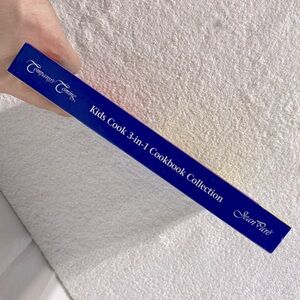 Company's Coming
Kids Cook 3-in-1 Cookbook Collection
Jean Paré